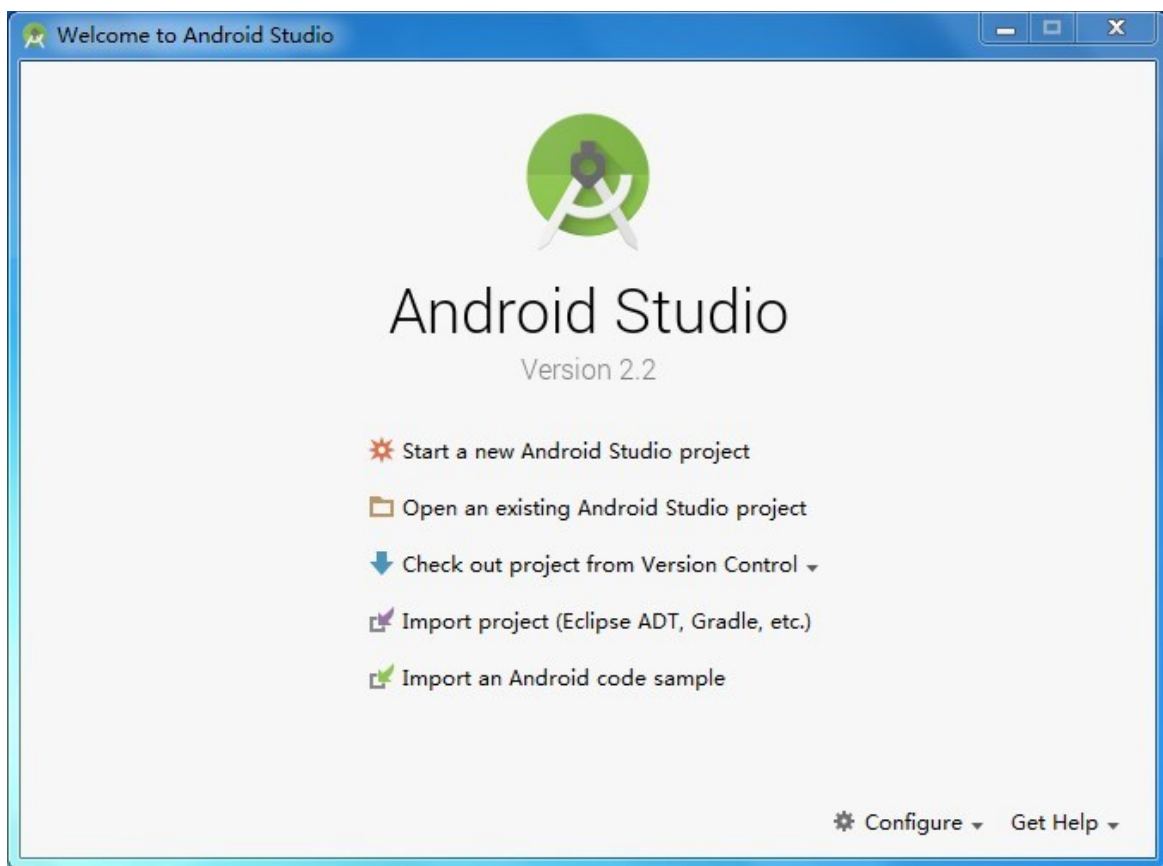 Welcome to Android Studio
Android Studio
Version 2.2
Start a new Android Studio project
Open an existing Android Studio project
Check out project from Version Control
Import project (Eclipse ADT, Gradle, etc.)
Import an Android code sample
Configure Get Help